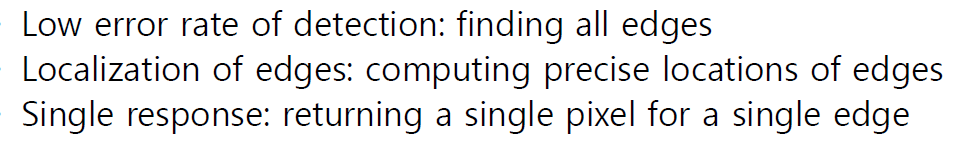 Low error rate of detection: finding all edges
Localization of edges: computing precise locations of edges
Single response: returning a single pixel for a single edge